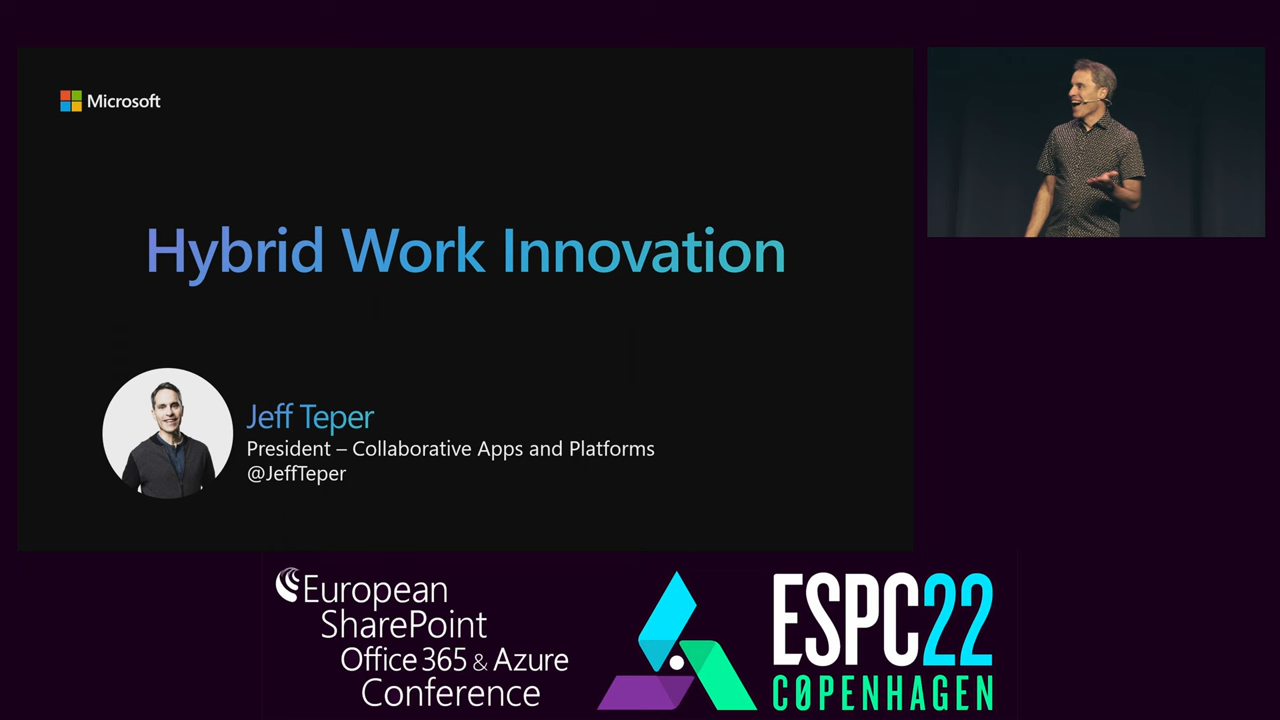 Microsoft
Hybrid Work Innovation
Jeff Teper
President – Collaborative Apps and Platforms
@JeffTeper
European
SharePoint
Office 365 & Azure
Conference
ESPC22
CØPENHAGEN